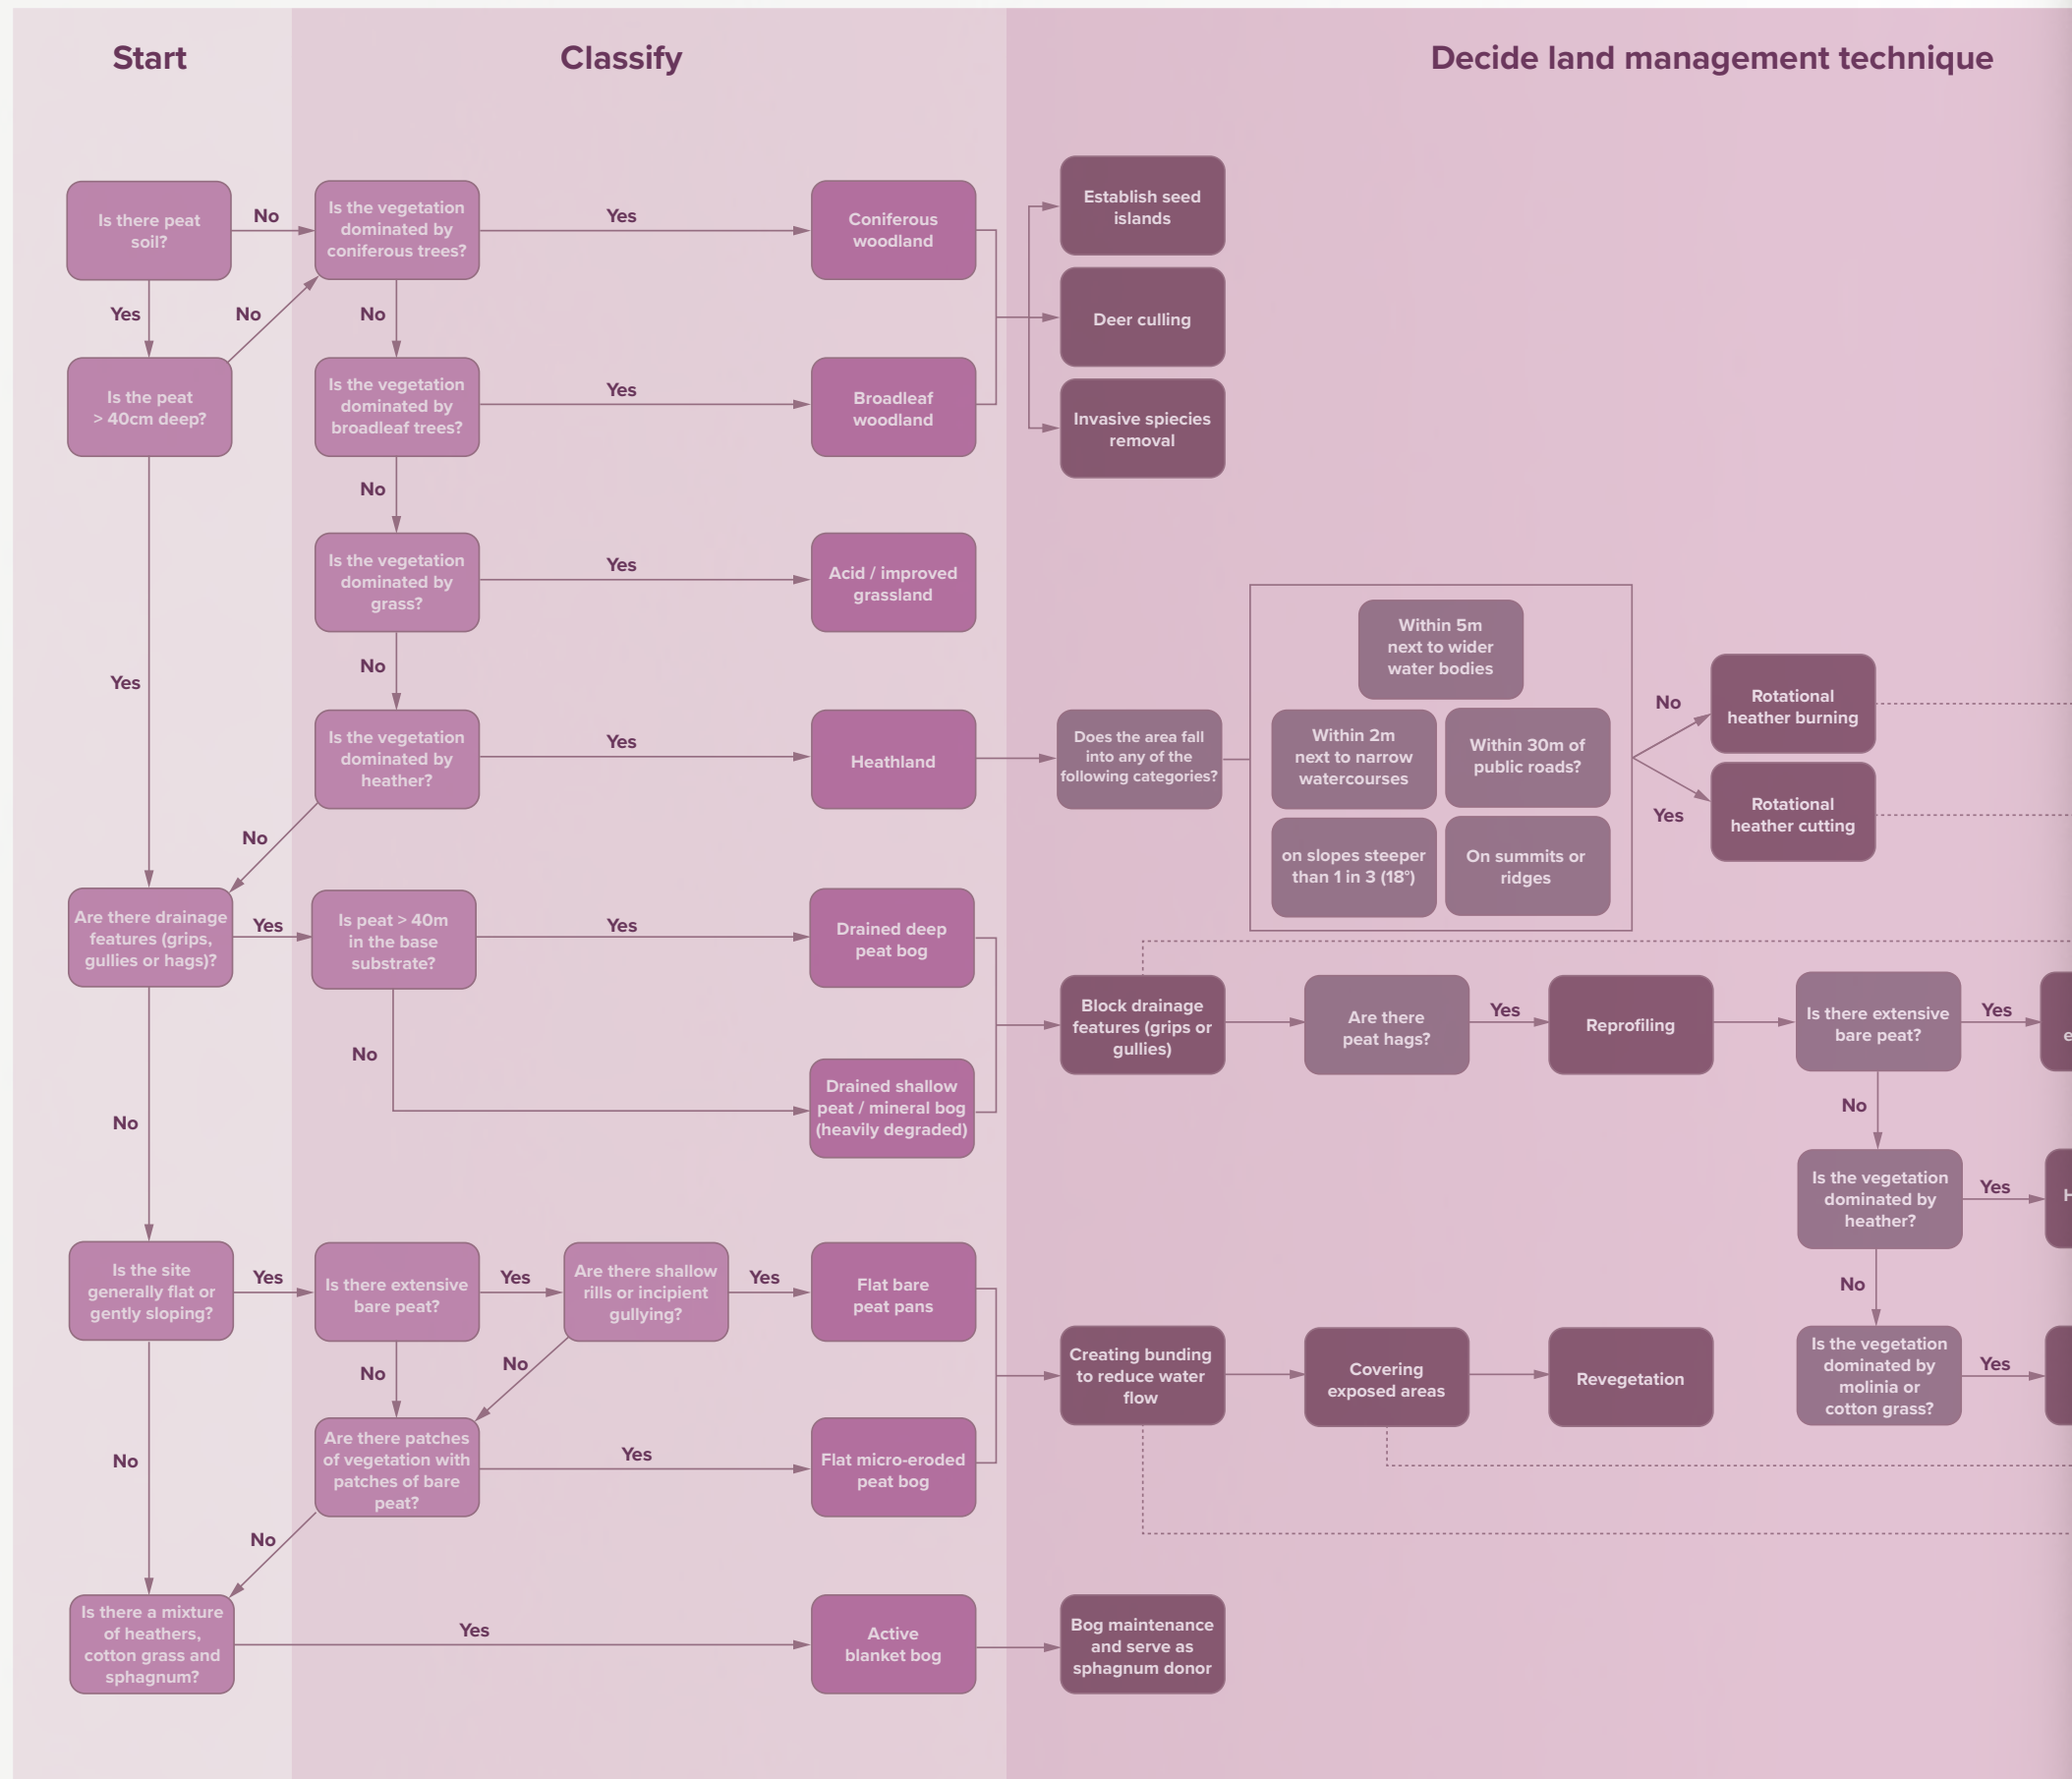 Start
Classify
Decide land management technique
Is there peat
soil?
No
Is the vegetation
dominated by
coniferous trees?
Yes
Coniferous
woodland
Establish seed
islands
Yes
No
No
Deer culling
Is the peat
> 40cm deep?
Is the vegetation
dominated by
broadleaf trees?
Yes
Broadleaf
woodland
Invasive spiecies
removal
No
Is the vegetation
dominated by
grass?
Yes
Acid / improved
grassland
No
Yes
Is the vegetation
dominated by
heather?
Yes
Heathland
Does the area fall
into any of the
following categories?
Within 5m
next to wider
water bodies
Within 2m
next to narrow
watercourses
Within 30m of
public roads?
on slopes steeper
than 1 in 3 (18°)
On summits or
ridges
No
Rotational
heather burning
Yes
Rotational
heather cutting
No
Are there drainage
features (grips,
gullies or hags)?
Yes
Is peat > 40m
in the base
substrate?
Yes
Drained deep
peat bog
No
Drained shallow
peat / mineral bog
(heavily degraded)
Block drainage
features (grips or
gullies)
Are there
peat hags?
Yes
Reprofiling
Is there extensive
bare peat?
Yes
No
Is the vegetation
dominated by
heather?
Yes
No
Is the vegetation
dominated by
molinia or
cotton grass?
Yes
No
Is the site
generally flat or
gently sloping?
Yes
Is there extensive
bare peat?
Yes
Are there shallow
rills or incipient
gullying?
Yes
Flat bare
peat pans
No
No
Creating bunding
to reduce water
flow
Covering
exposed areas
Revegetation
No
Are there patches
of vegetation with
patches of bare
peat?
Yes
Flat micro-eroded
peat bog
No
Is there a mixture
of heathers,
cotton grass and
sphagnum?
Yes
Active
blanket bog
Bog maintenance
and serve as
sphagnum donor